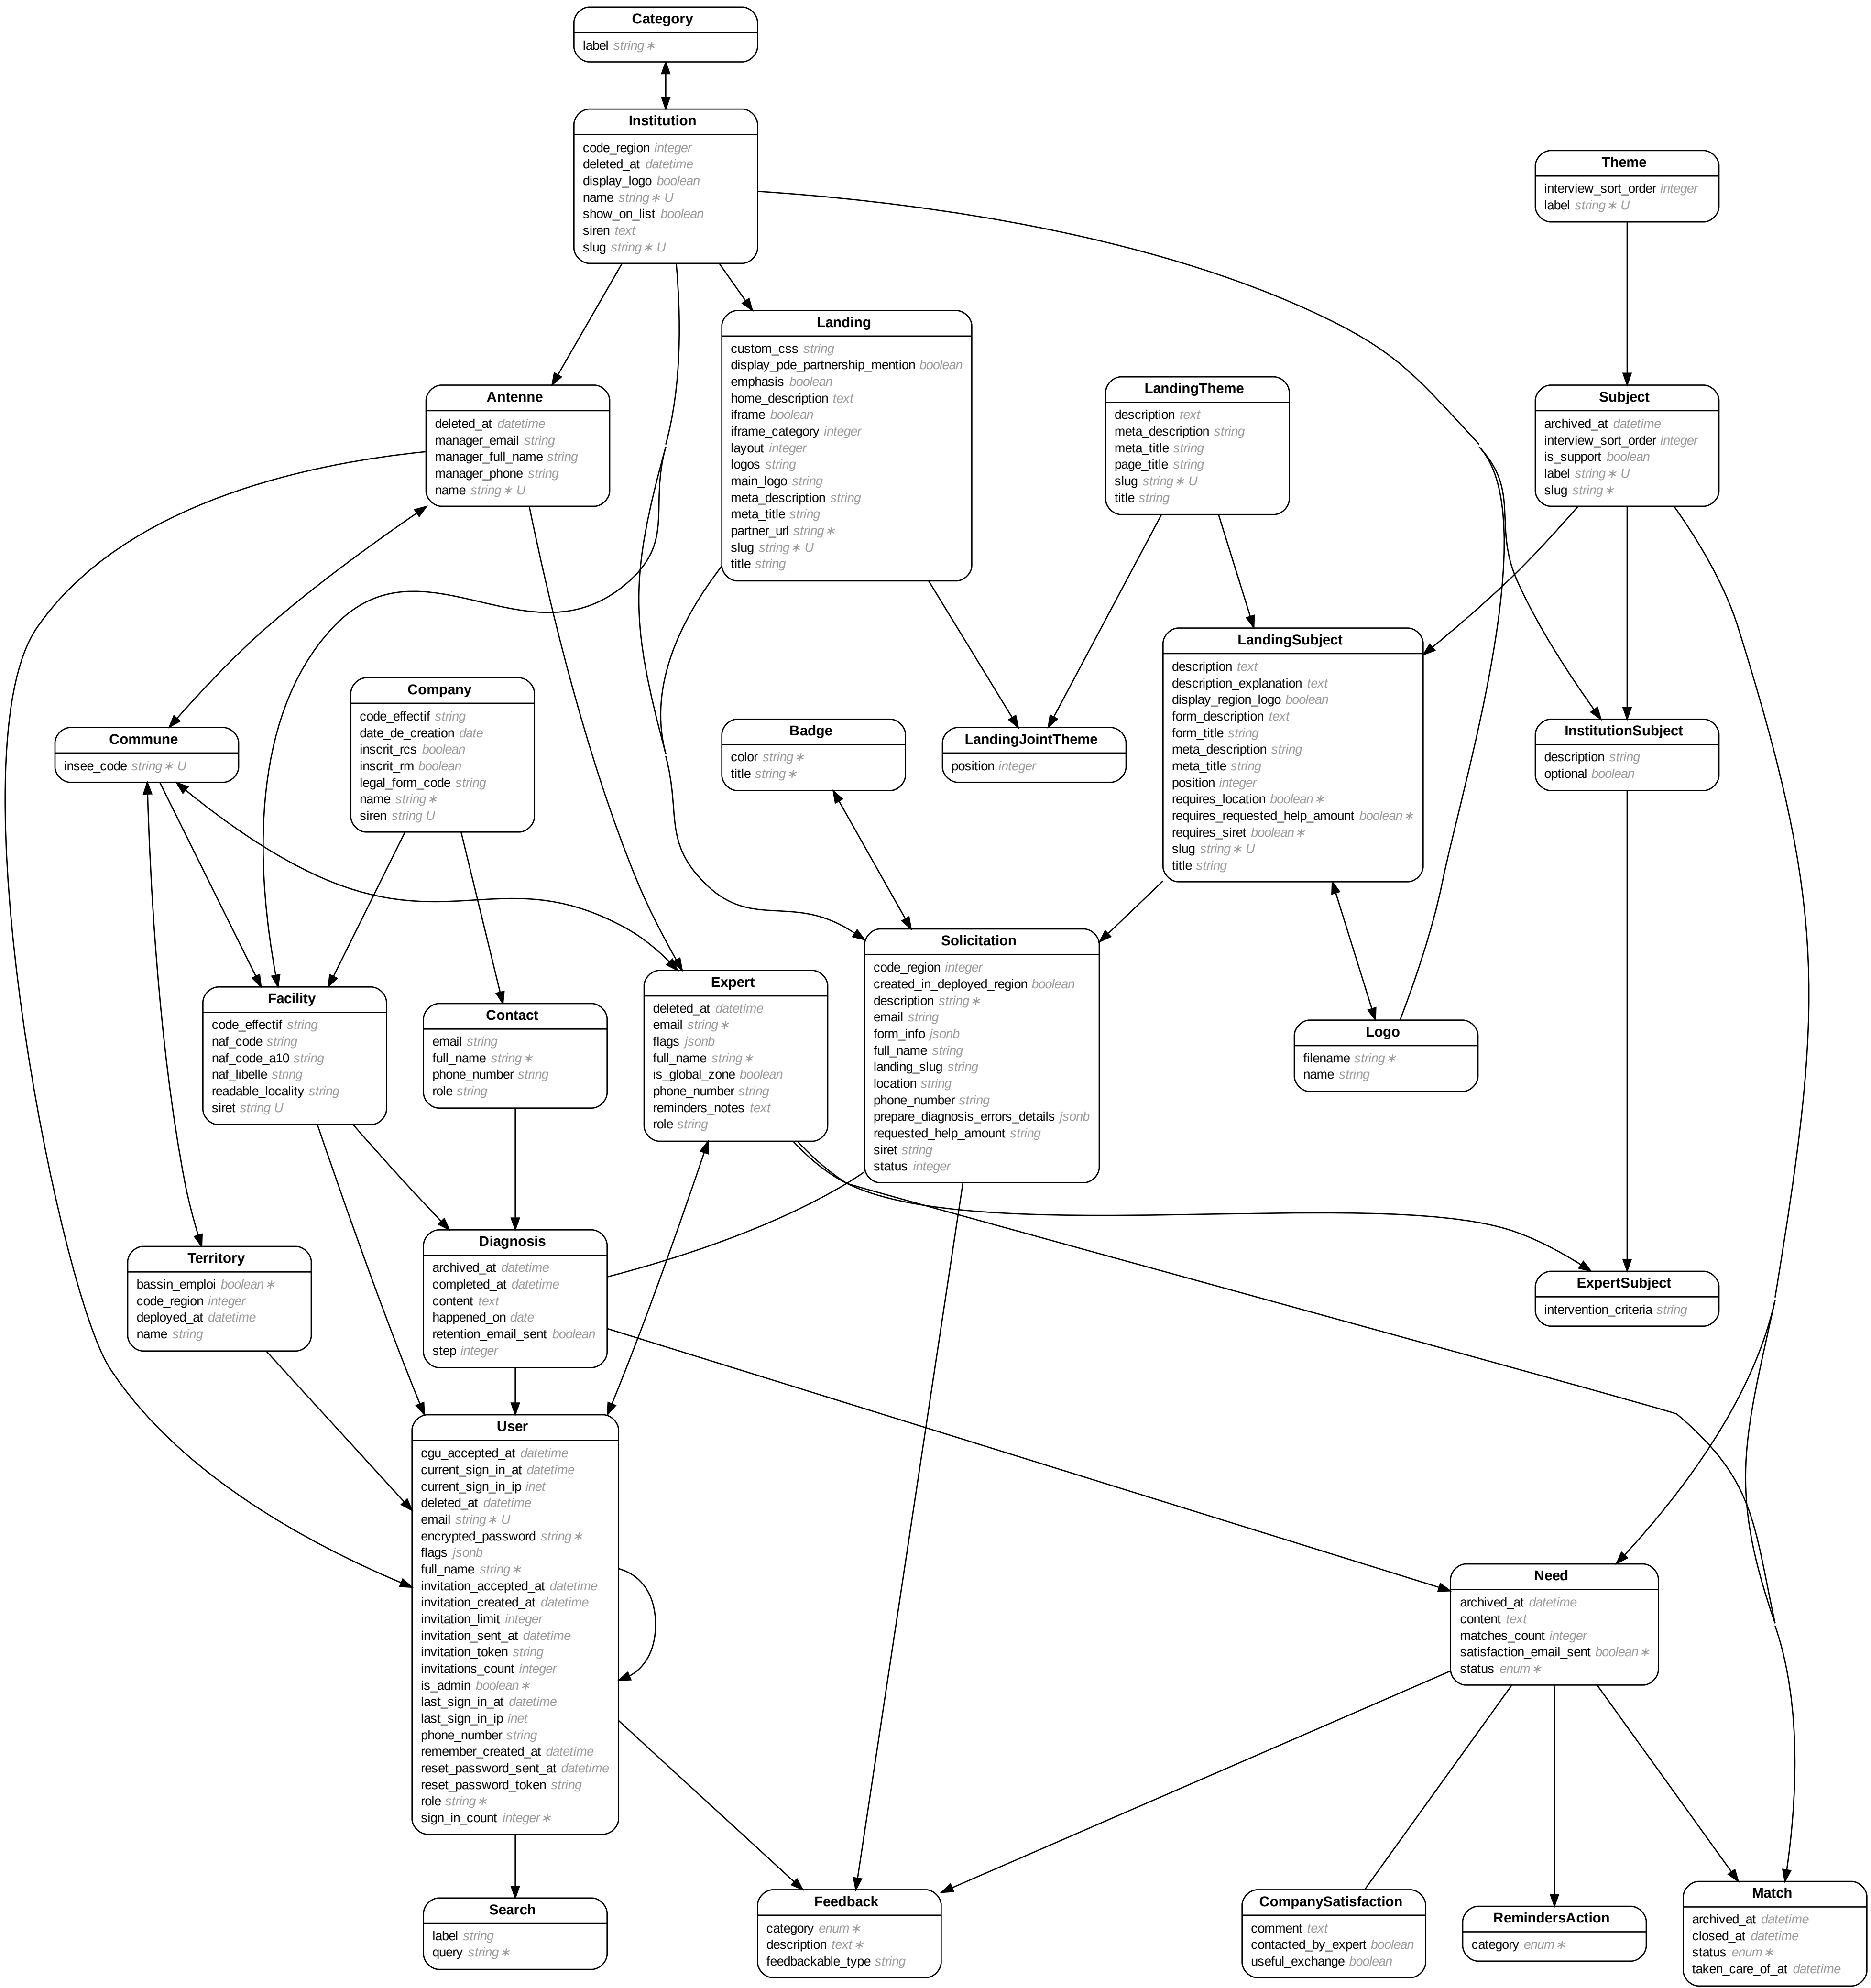 Category
label string∗
Institution
code_region integer
deleted_at datetime
display_logo boolean
name string∗ U
show_on_list boolean
siren text
slug string∗ U
Theme
interview_sort_order integer
label string∗ U
Landing
custom_css string
display_pde_partnership_mention boolean
emphasis boolean
home_description text
iframe boolean
iframe_category integer
layout integer
logos string
main_logo string
meta_description string
meta_title string
partner_url string∗
slug string∗ U
title string
LandingTheme
description text
meta_description string
meta_title string
page_title string
slug string∗ U
title string
Antenne
deleted_at datetime
manager_email string
manager_full_name string
manager_phone string
name string∗ U
Subject
archived_at datetime
interview_sort_order integer
is_support boolean
label string∗ U
slug string∗
LandingSubject
description text
description_explanation text
display_region_logo boolean
form_description text
form_title string
meta_description string
meta_title string
position integer
requires_location boolean∗
requires_requested_help_amount boolean∗
requires_siret boolean∗
slug string∗ U
title string
Company
code_effectif string
date_de_creation date
inscrit_rcs boolean
inscrit_rm boolean
legal_form_code string
name string∗
siren string U
Commune
insee_code string∗ U
Badge
color string∗
title string∗
LandingJointTheme
position integer
InstitutionSubject
description string
optional boolean
Solicitation
code_region integer
created_in_deployed_region boolean
description string∗
email string
form_info jsonb
full_name string
landing_slug string
location string
phone_number string
prepare_diagnosis_errors_details jsonb
requested_help_amount string
siret string
status integer
Expert
deleted_at datetime
email string∗
flags jsonb
full_name string∗
is_global_zone boolean
phone_number string
reminders_notes text
role string
Facility
code_effectif string
naf_code string
naf_code_a10 string
naf_libelle string
readable_locality string
siret string U
Contact
email string
full_name string∗
phone_number string
role string
Logo
filename string∗
name string
Diagnosis
archived_at datetime
completed_at datetime
content text
happened_on date
retention_email_sent boolean
step integer
Territory
bassin_emploi boolean∗
code_region integer
deployed_at datetime
name string
ExpertSubject
intervention_criteria string
User
cgu_accepted_at datetime
current_sign_in_at datetime
current_sign_in_ip inet
deleted_at datetime
email string∗ U
encrypted_password string∗
flags jsonb
full_name string∗
invitation_accepted_at datetime
invitation_created_at datetime
invitation_limit integer
invitation_sent_at datetime
invitation_token string
invitations_count integer
is_admin boolean∗
last_sign_in_at datetime
last_sign_in_ip inet
phone_number string
remember_created_at datetime
reset_password_sent_at datetime
reset_password_token string
role string∗
sign_in_count integer∗
Need
archived_at datetime
content text
matches_count integer
satisfaction_email_sent boolean∗
status enum∗
Search
label string
query string∗
Feedback
category enum∗
description text∗
feedbackable_type string
CompanySatisfaction
comment text
contacted_by_expert boolean
useful_exchange boolean
RemindersAction
category enum∗
Match
archived_at datetime
closed_at datetime
status enum∗
taken_care_of_at datetime